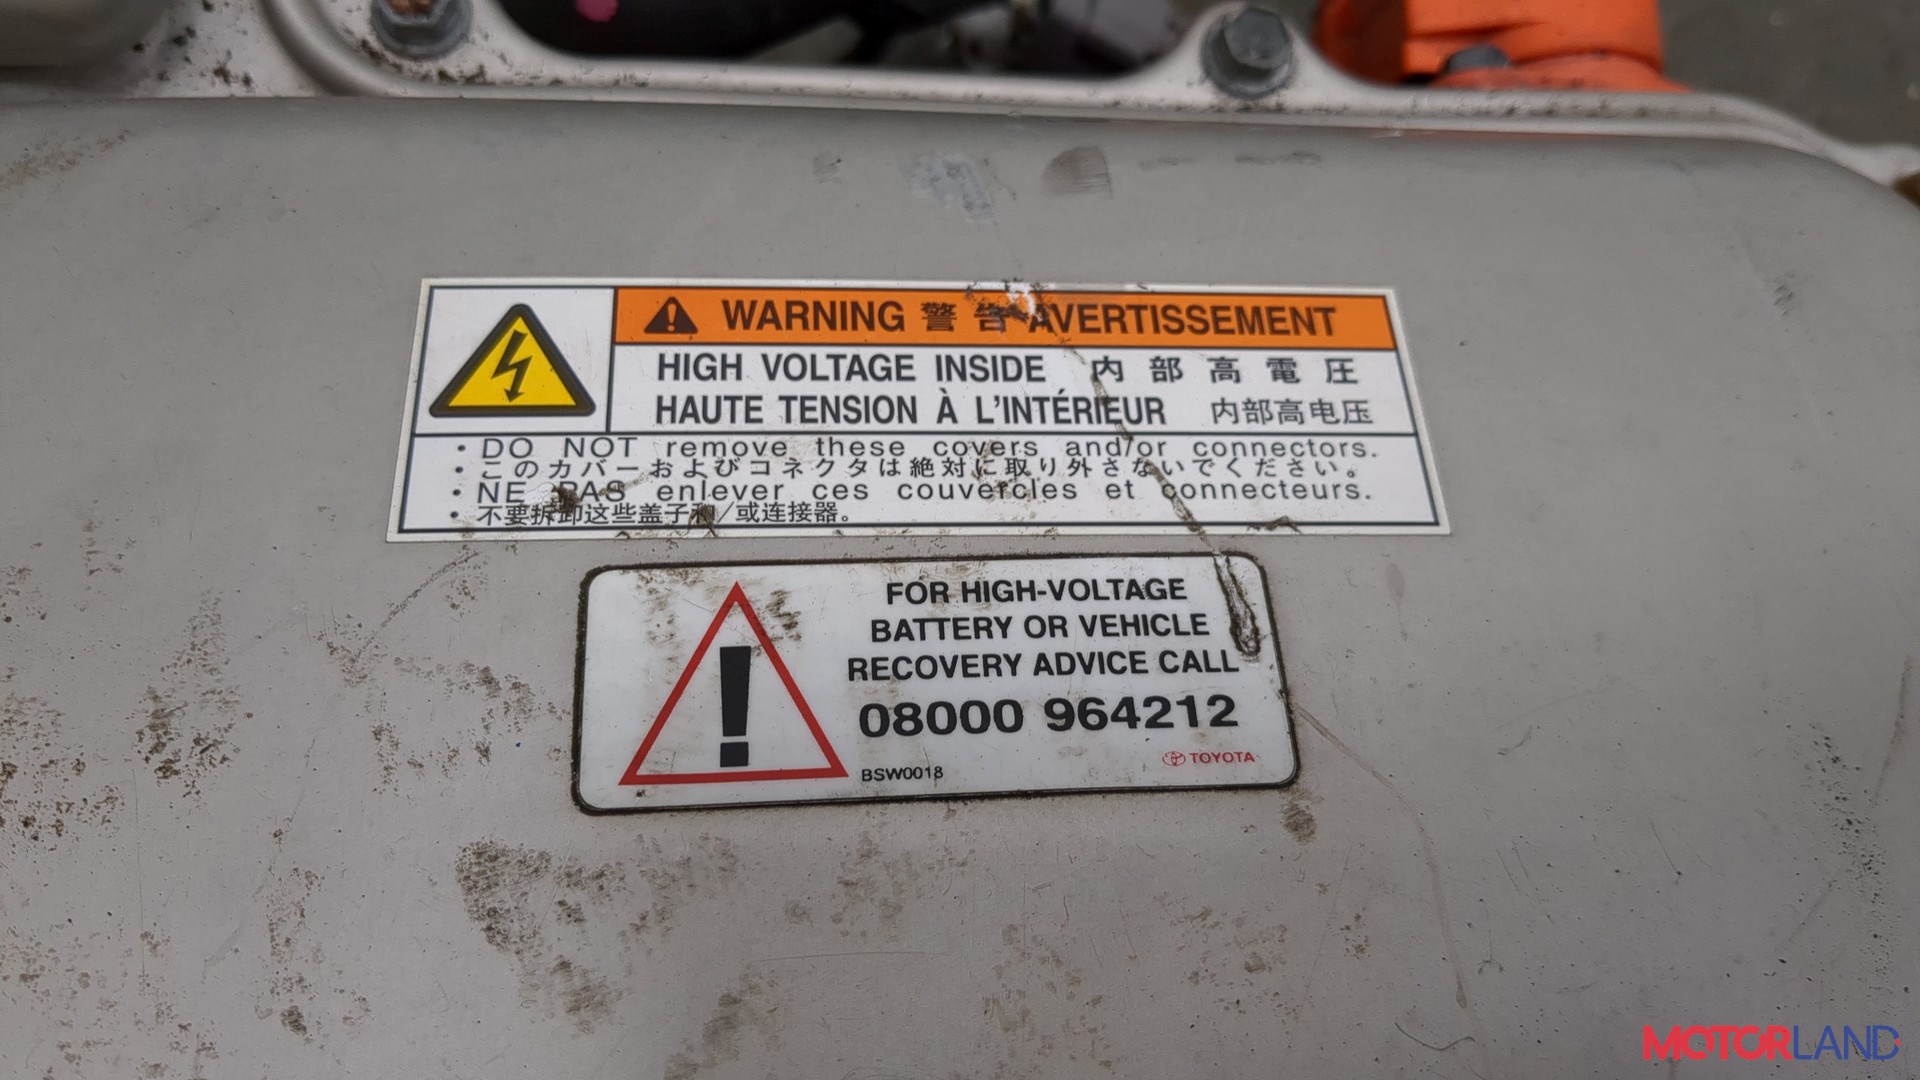 WARNING 警告 AVERTISSEMENT
HIGH VOLTAGE INSIDE 内部高電圧
HAUTE TENSION À L'INTÉRIEUR 内部高电压
・DO NOT remove these covers and/or connectors.
・このカバーおよびコネクタは絶対に取り外さないでください。
・NE PAS enlever ces couvercles et connecteurs.
・不要拆卸这些盖子和/或连接器。
FOR HIGH-VOLTAGE
BATTERY OR VEHICLE
RECOVERY ADVICE CALL
08000 964212
TOYOTA
BSW0018
MOTORLAND